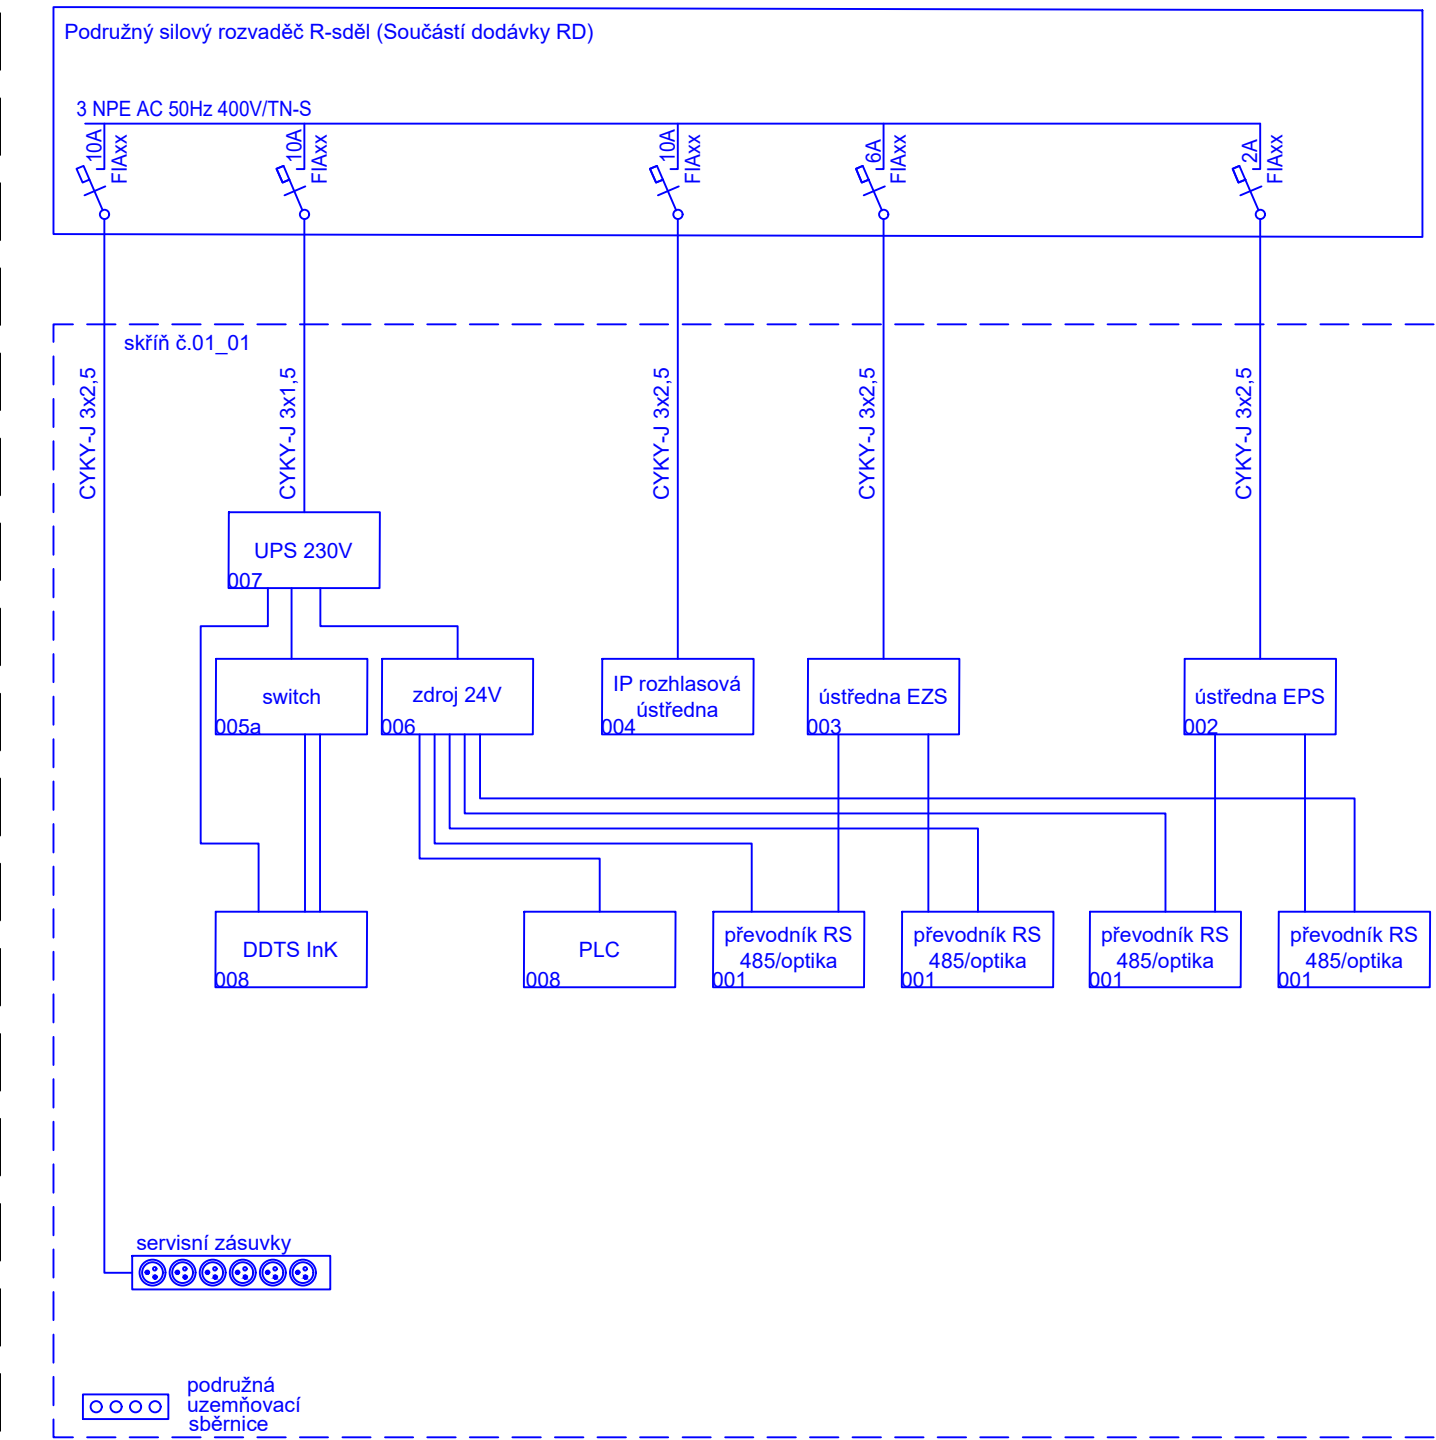 Podružný silový rozvaděč R-sděl (Součástí dodávky RD)
3 NPE AC 50Hz 400V/TN-S
10A
FIAxx
10A
FIAxx
10A
FIAxx
6A
FIAxx
2A
FIAxx
skříň č.01_01
CYKY-J 3x2,5
CYKY-J 3x1,5
CYKY-J 3x2,5
CYKY-J 3x2,5
CYKY-J 3x2,5
UPS 230V
007
switch
005a
zdroj 24V
006
IP rozhlasová
ústředna
004
ústředna EZS
003
ústředna EPS
002
DDTS InK
008
PLC
008
převodník RS
485/optika
001
převodník RS
485/optika
001
převodník RS
485/optika
001
převodník RS
485/optika
001
servisní zásuvky
podružná
uzemňovací
sběrnice